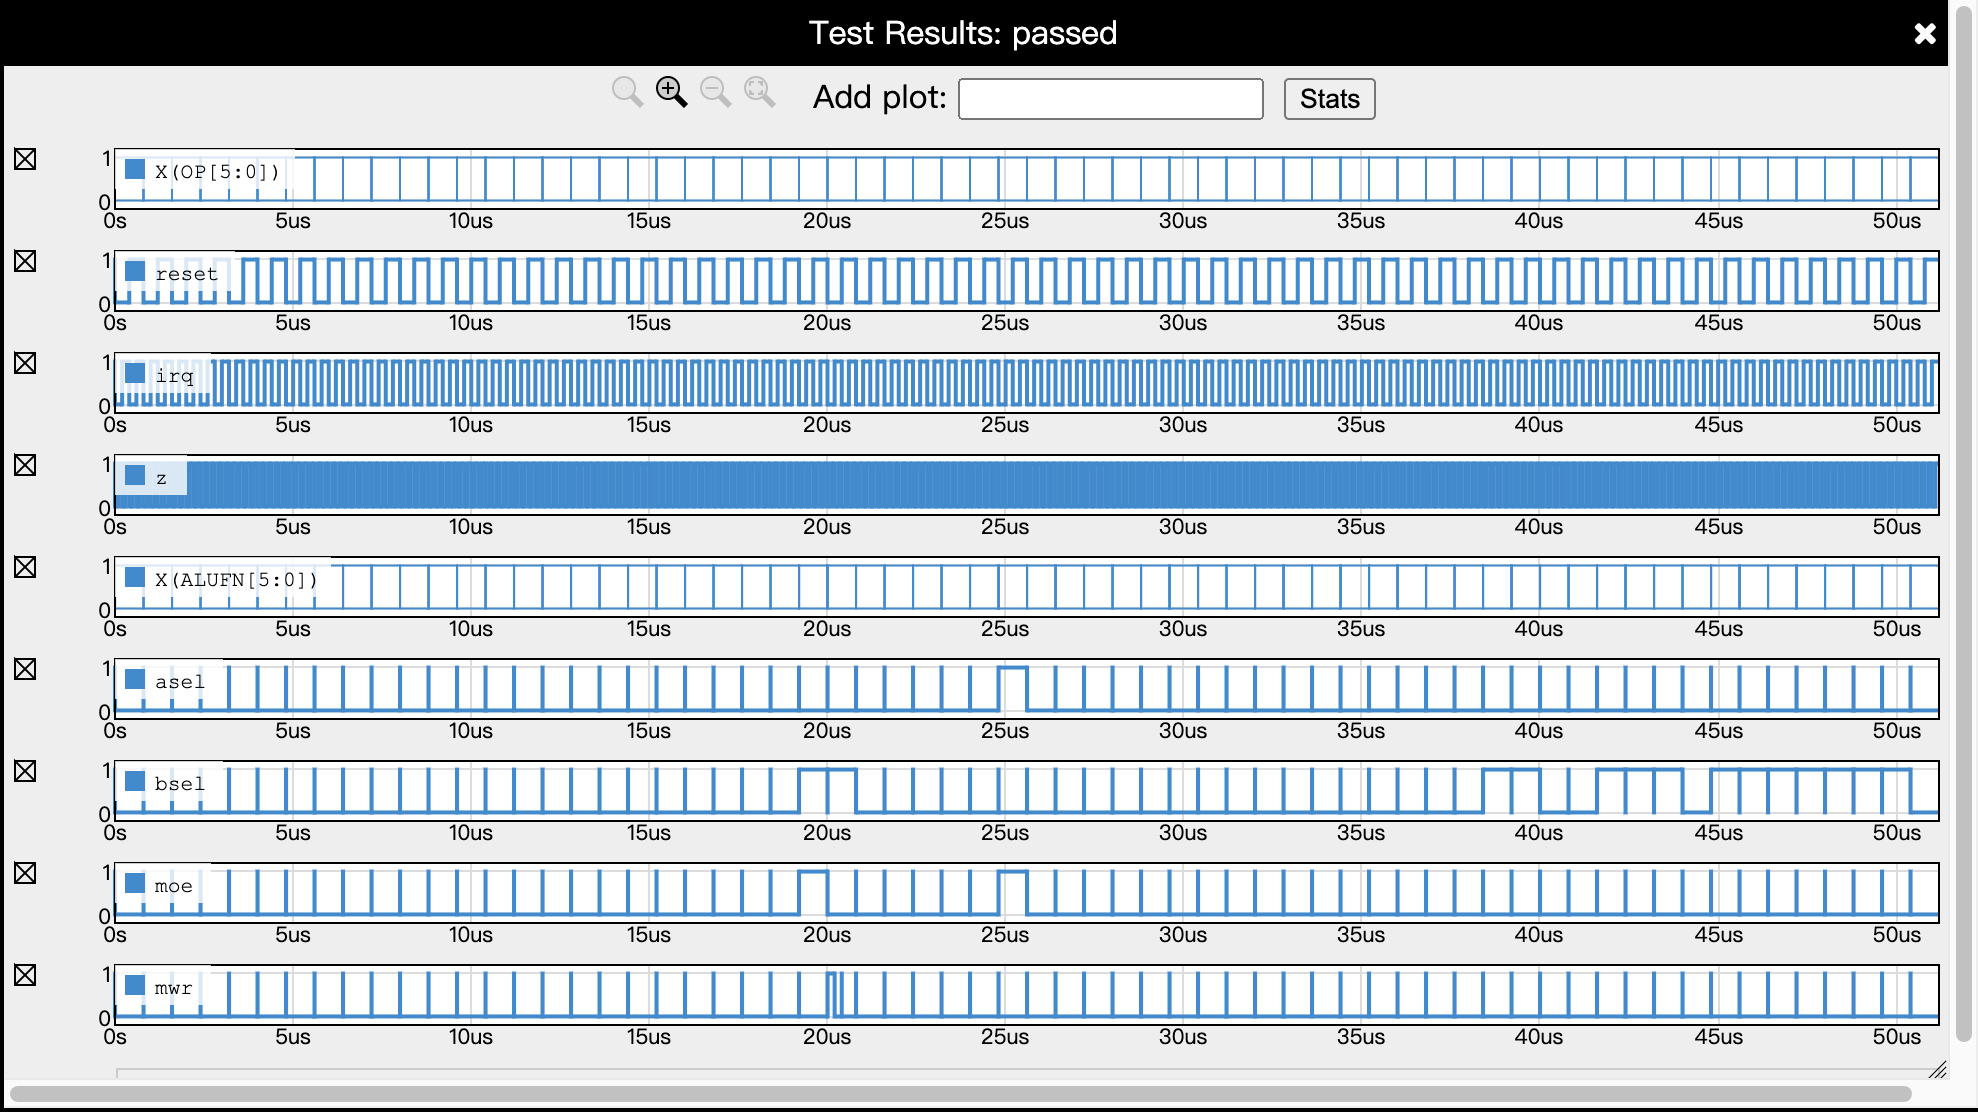 Test Results: passed
Add plot: Stats
1 X(OP[5:0])
0
0s 5us 10us 15us 20us 25us 30us 35us 40us 45us 50us
1 reset
0
0s 5us 10us 15us 20us 25us 30us 35us 40us 45us 50us
1 irq
0
0s 5us 10us 15us 20us 25us 30us 35us 40us 45us 50us
1 z
0
0s 5us 10us 15us 20us 25us 30us 35us 40us 45us 50us
1 X(ALUFN[5:0])
0
0s 5us 10us 15us 20us 25us 30us 35us 40us 45us 50us
1 asel
0
0s 5us 10us 15us 20us 25us 30us 35us 40us 45us 50us
1 bsel
0
0s 5us 10us 15us 20us 25us 30us 35us 40us 45us 50us
1 moe
0
0s 5us 10us 15us 20us 25us 30us 35us 40us 45us 50us
1 mwr
0
0s 5us 10us 15us 20us 25us 30us 35us 40us 45us 50us